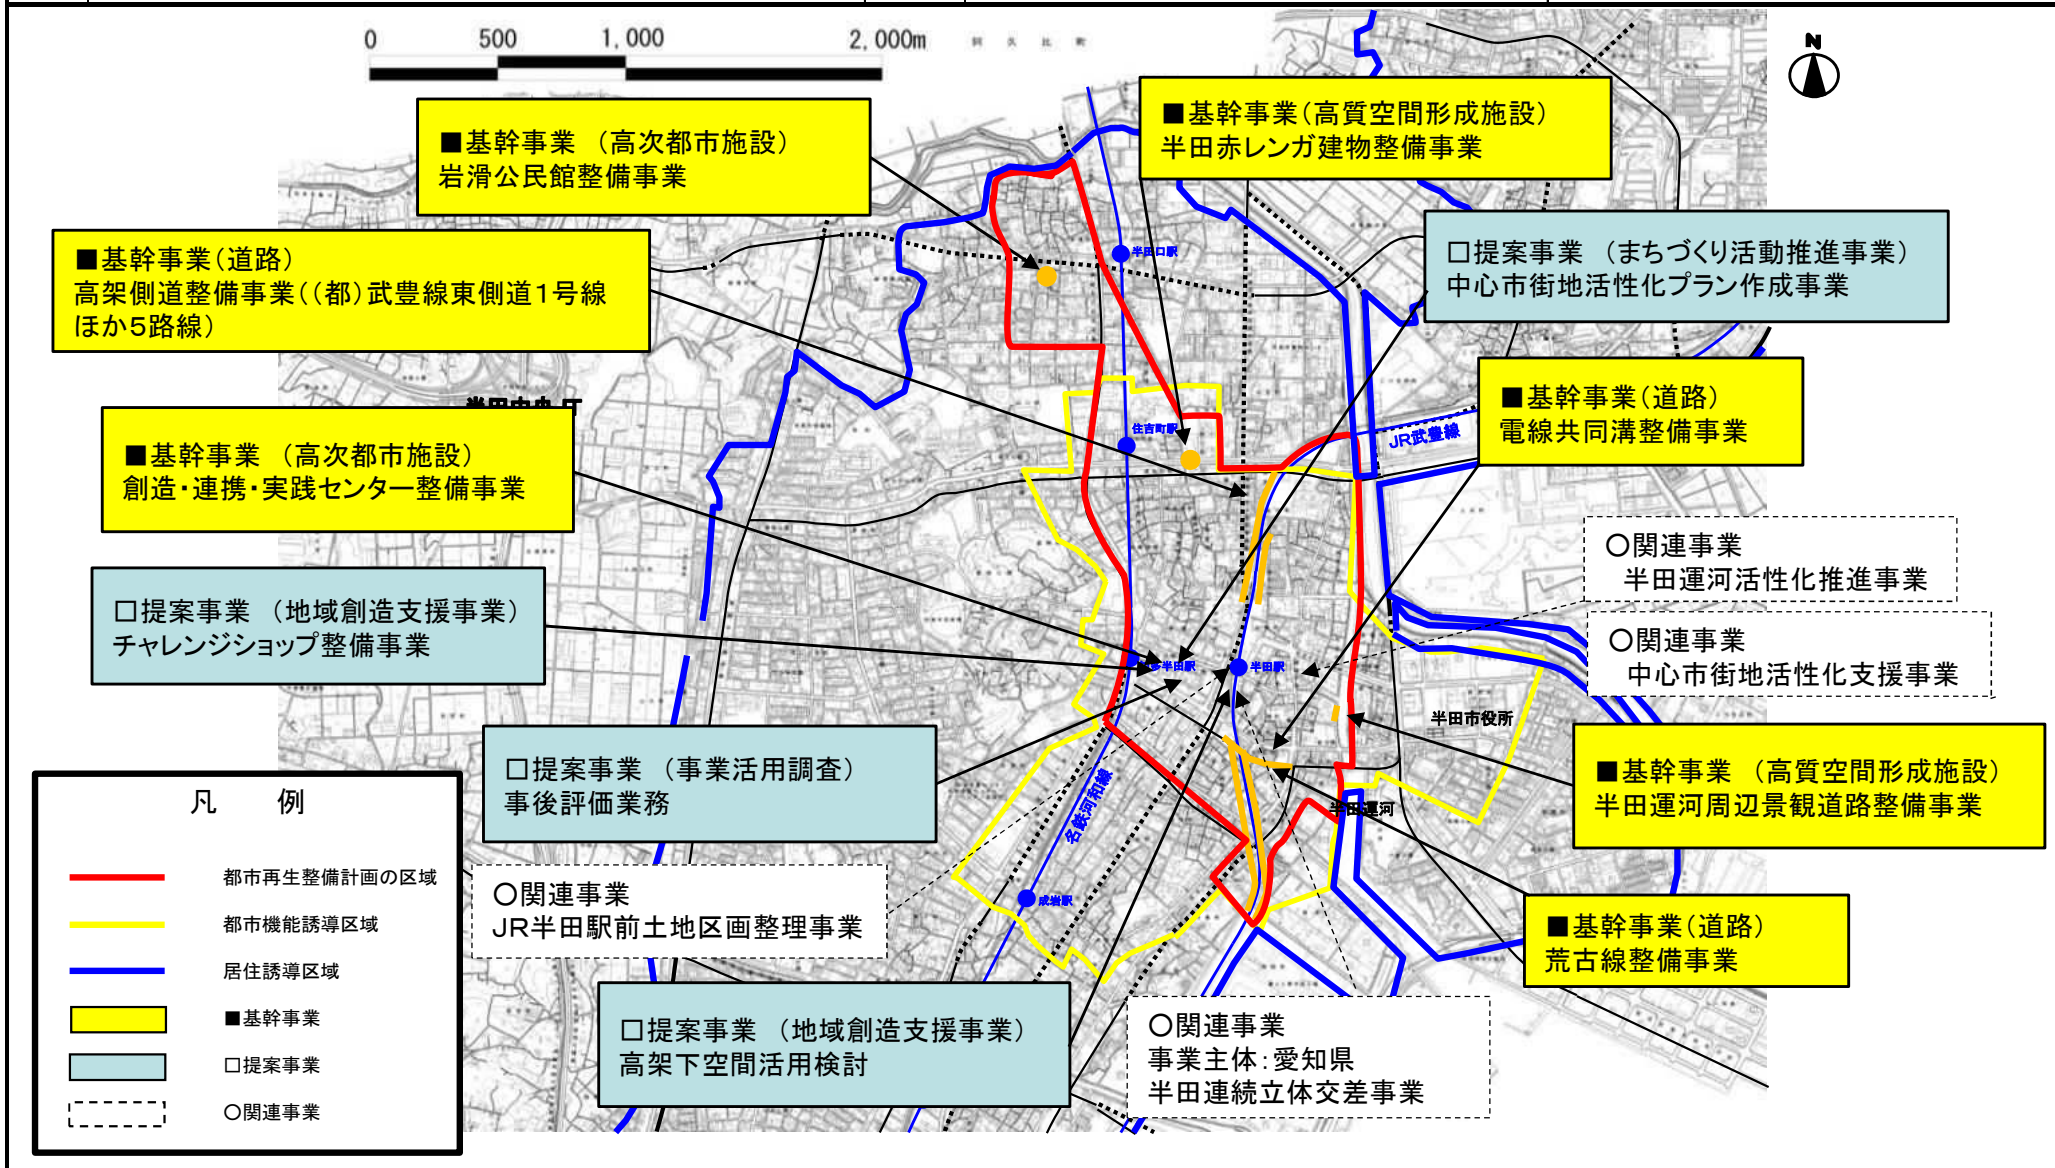 0 500 1,000 2,000m
阿 久 比 町
N
■基幹事業 （高次都市施設）
岩滑公民館整備事業
■基幹事業（高質空間形成施設）
半田赤レンガ建物整備事業
■基幹事業（道路）
高架側道整備事業（（都）武豊線東側道１号線
ほか５路線）
□提案事業 （まちづくり活動推進事業）
中心市街地活性化プラン作成事業
■基幹事業（道路）
電線共同溝整備事業
■基幹事業 （高次都市施設）
創造・連携・実践センター整備事業
○関連事業
半田運河活性化推進事業
□提案事業 （地域創造支援事業）
チャレンジショップ整備事業
○関連事業
中心市街地活性化支援事業
□提案事業 （事業活用調査）
事後評価業務
■基幹事業 （高質空間形成施設）
半田運河周辺景観道路整備事業
○関連事業
JR半田駅前土地区画整理事業
■基幹事業（道路）
荒古線整備事業
□提案事業 （地域創造支援事業）
高架下空間活用検討
○関連事業
事業主体：愛知県
半田連続立体交差事業
半田口駅
住吉町駅
JR武豊線
半田駅
半田市役所
半田運河
名鉄河和線
成岩駅
凡 例
都市再生整備計画の区域
都市機能誘導区域
居住誘導区域
■基幹事業
□提案事業
○関連事業